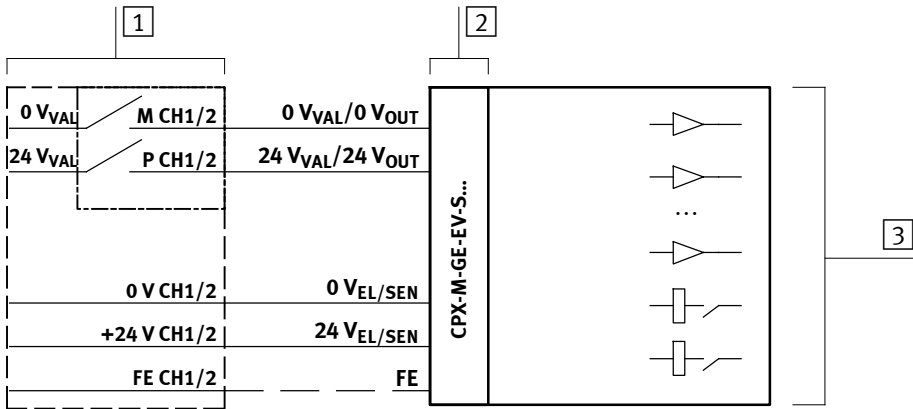 1
2
0 VVAL
M CH1/2
0 VVAL/0 VOUT
24 VVAL
P CH1/2
24 VVAL/24 VOUT
CPX-M-GE-EV-S...
...
3
0 V CH1/2
0 VEL/SEN
+24 V CH1/2
24 VEL/SEN
FE CH1/2
FE